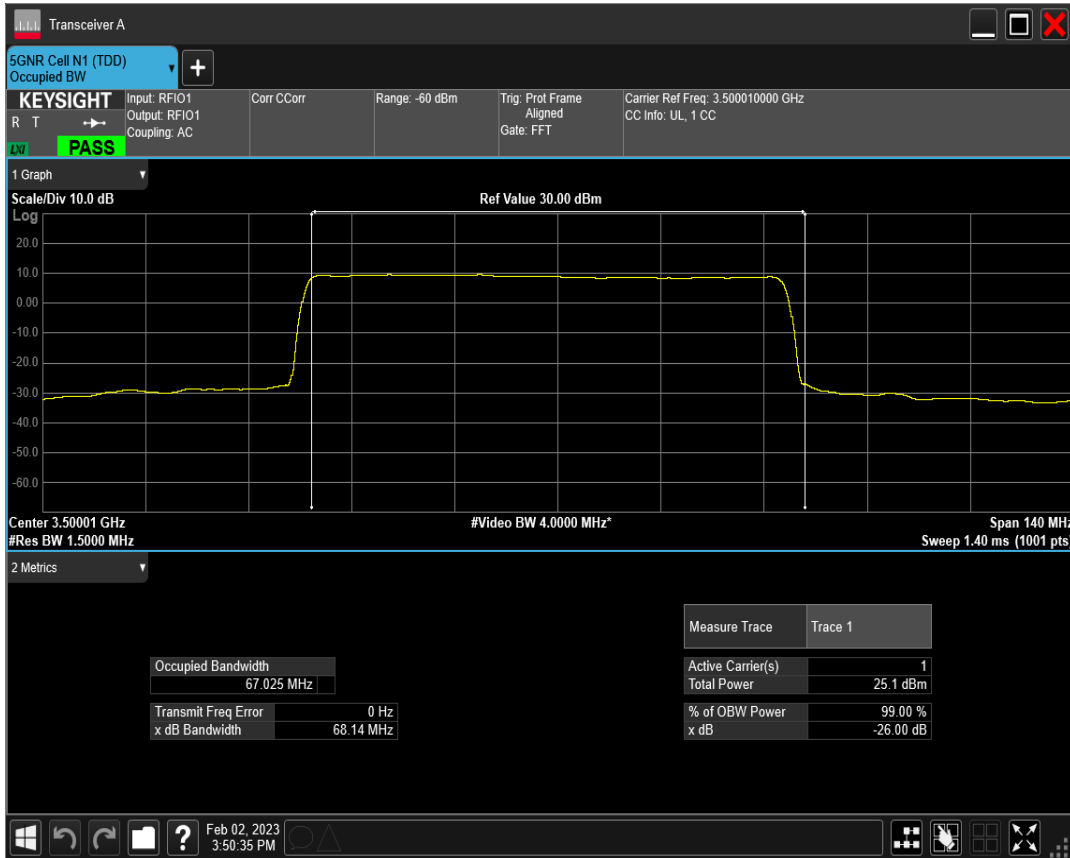 Transceiver A
5GNR Cell N1 (TDD)
Occupied BW
+
KEYSIGHT
R T
LXI
PASS
Input: RFIO1
Output: RFIO1
Coupling: AC
Corr CCorr
Range: -60 dBm
Trig: Prot Frame
Aligned
Gate: FFT
Carrier Ref Freq: 3.500010000 GHz
CC Info: UL, 1 CC
1 Graph
Scale/Div 10.0 dB
Ref Value 30.00 dBm
Log
20.0
10.0
0.00
-10.0
-20.0
-30.0
-40.0
-50.0
-60.0
Center 3.50001 GHz
#Video BW 4.0000 MHz*
Span 140 MHz
#Res BW 1.5000 MHz
Sweep 1.40 ms (1001 pts)
2 Metrics
Measure Trace Trace 1
Occupied Bandwidth
67.025 MHz
Active Carrier(s) 1
Total Power 25.1 dBm
Transmit Freq Error 0 Hz
x dB Bandwidth 68.14 MHz
% of OBW Power 99.00 %
x dB -26.00 dB
?
Feb 02, 2023
3:50:35 PM